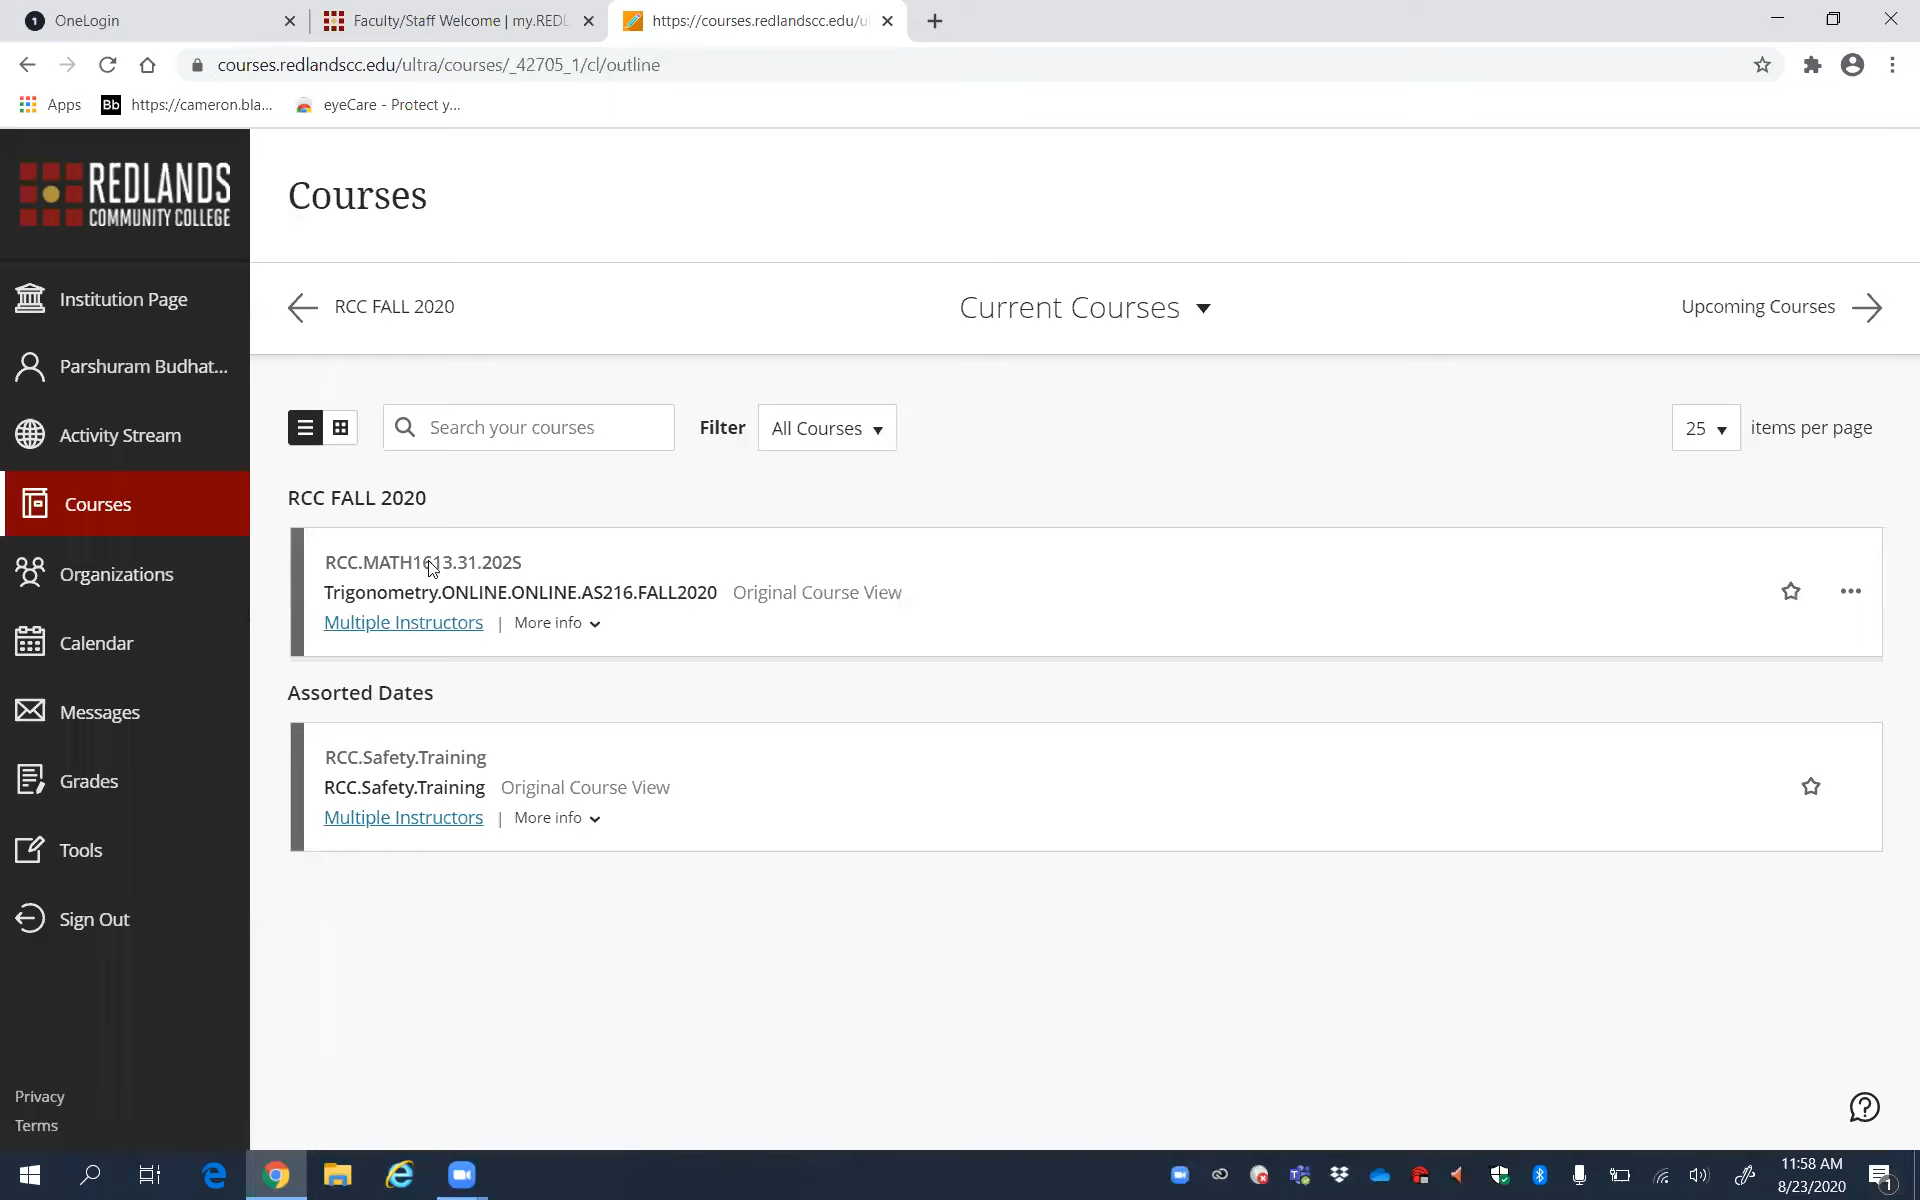 OneLogin
Faculty/Staff Welcome | my.REDL
https://courses.redlandscc.edu/ul
courses.redlandscc.edu/ultra/courses/_42705_1/cl/outline
Apps
Bb https://cameron.bla...
eyeCare - Protect y...
REDLANDS
COMMUNITY COLLEGE
Institution Page
Parshuram Budhat...
Activity Stream
Courses
Organizations
Calendar
Messages
Grades
Tools
Sign Out
Privacy
Terms
Courses
RCC FALL 2020
Current Courses
Upcoming Courses
Search your courses
Filter All Courses
25 items per page
RCC FALL 2020
RCC.MATH1613.31.202S
Trigonometry.ONLINE.ONLINE.AS216.FALL2020 Original Course View
Multiple Instructors | More info
Assorted Dates
RCC.Safety.Training
RCC.Safety.Training Original Course View
Multiple Instructors | More info
11:58 AM
8/23/2020
1